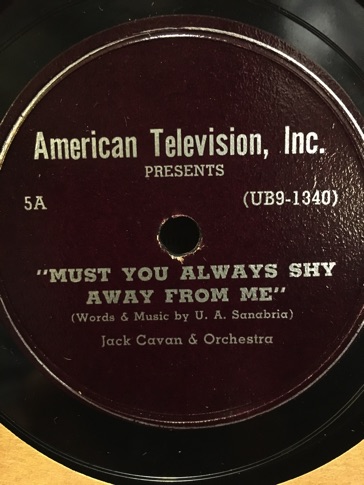 American Television, Inc.
PRESENTS
5A (UB9-1340)
"MUST YOU ALWAYS SHY
AWAY FROM ME"
(Words & Music by U. A. Sanabria)
Jack Cavan & Orchestra